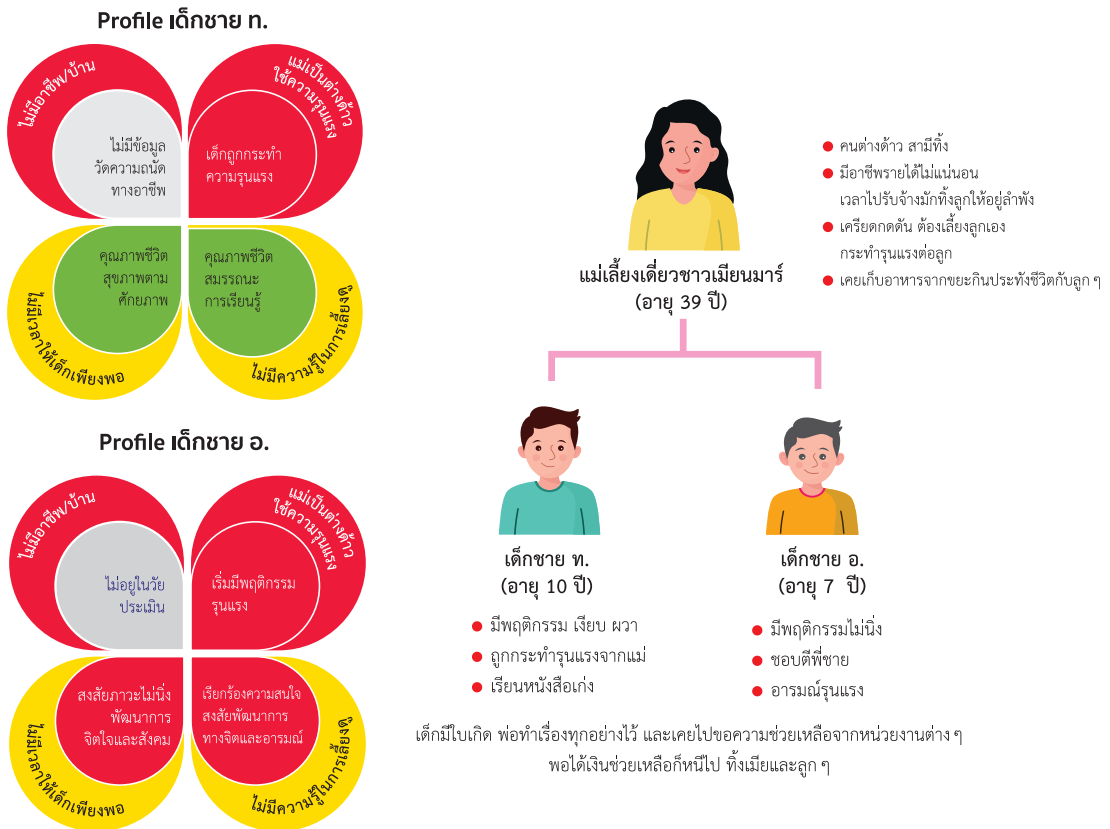 Profile เด็กชาย ท.
ไม่มีอาชีพ/บ้าน
แม่เป็นต่างด้าว
ใช้ความรุนแรง
ไม่มีข้อมูล
วัดความถนัด
ทางอาชีพ
เด็กถูกกระทำ
ความรุนแรง
คุณภาพชีวิต
สุขภาพตาม
ศักยภาพ
คุณภาพชีวิต
สมรรถนะ
การเรียนรู้
ไม่มีเวลาให้เด็กเพียงพอ
ไม่มีความรู้ในการเลี้ยงดู
Profile เด็กชาย อ.
ไม่มีอาชีพ/บ้าน
แม่เป็นต่างด้าว
ใช้ความรุนแรง
ไม่อยู่ในวัย
ประเมิน
เริ่มมีพฤติกรรม
รุนแรง
สงสัยภาวะไม่นิ่ง
พัฒนาการ
จิตใจและสังคม
เรียกร้องความสนใจ
สงสัยพัฒนาการ
ทางจิตและอารมณ์
ไม่มีเวลาให้เด็กเพียงพอ
ไม่มีความรู้ในการเลี้ยงดู
แม่เลี้ยงเดี่ยวชาวเมียนมาร์
(อายุ 39 ปี)
คนต่างด้าว สามีทิ้ง
มีอาชีพรายได้ไม่แน่นอน
เวลาไปรับจ้างมักทิ้งลูกให้อยู่ลำพัง
เครียดกดดัน ต้องเลี้ยงลูกเอง
กระทำรุนแรงต่อลูก
เคยเก็บอาหารจากขยะกินประทังชีวิตกับลูก ๆ
เด็กชาย ท.
(อายุ 10 ปี)
มีพฤติกรรม เงียบ ผวา
ถูกกระทำรุนแรงจากแม่
เรียนหนังสือเก่ง
เด็กชาย อ.
(อายุ 7 ปี)
มีพฤติกรรมไม่นิ่ง
ชอบตีพี่ชาย
อารมณ์รุนแรง
เด็กมีใบเกิด พ่อทำเรื่องทุกอย่างไว้ และเคยไปขอความช่วยเหลือจากหน่วยงานต่าง ๆ
พอได้เงินช่วยเหลือก็หนีไป ทิ้งเมียและลูก ๆ